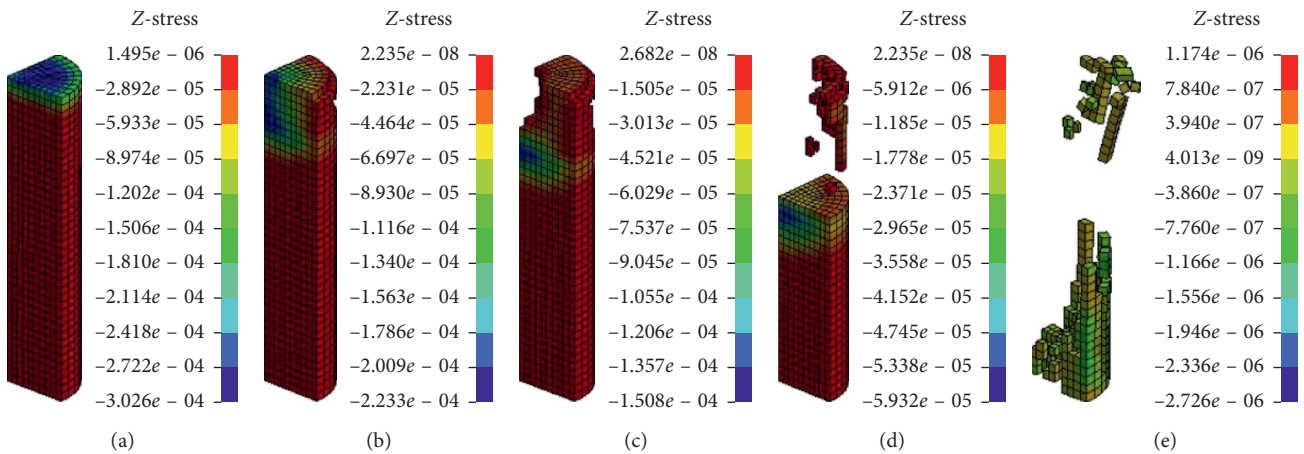 Z-stress
1.495e – 06
–2.892e – 05
–5.933e – 05
–8.974e – 05
–1.202e – 04
–1.506e – 04
–1.810e – 04
–2.114e – 04
–2.418e – 04
–2.722e – 04
–3.026e – 04
(a)
Z-stress
2.235e – 08
–2.231e – 05
–4.464e – 05
–6.697e – 05
–8.930e – 05
–1.116e – 04
–1.340e – 04
–1.563e – 04
–1.786e – 04
–2.009e – 04
–2.233e – 04
(b)
Z-stress
2.682e – 08
–1.505e – 05
–3.013e – 05
–4.521e – 05
–6.029e – 05
–7.537e – 05
–9.045e – 05
–1.055e – 04
–1.206e – 04
–1.357e – 04
–1.508e – 04
(c)
Z-stress
2.235e – 08
–5.912e – 06
–1.185e – 05
–1.778e – 05
–2.371e – 05
–2.965e – 05
–3.558e – 05
–4.152e – 05
–4.745e – 05
–5.338e – 05
–5.932e – 05
(d)
Z-stress
1.174e – 06
7.840e – 07
3.940e – 07
4.013e – 09
–3.860e – 07
–7.760e – 07
–1.166e – 06
–1.556e – 06
–1.946e – 06
–2.336e – 06
–2.726e – 06
(e)